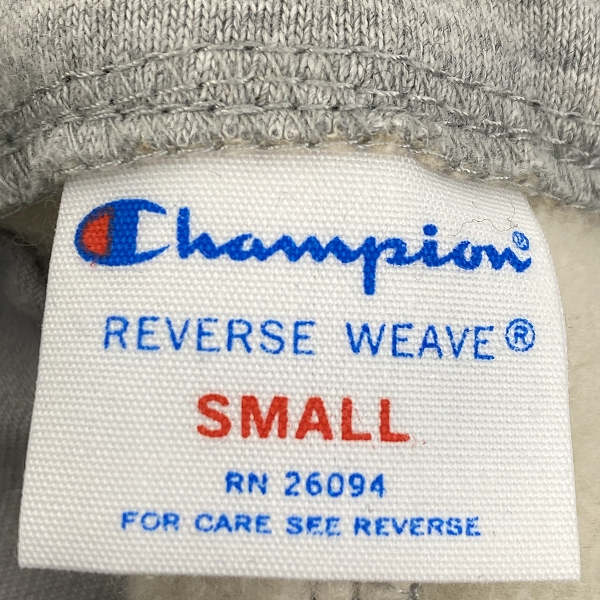 Champion®
REVERSE WEAVE®
SMALL
RN 26094
FOR CARE SEE REVERSE